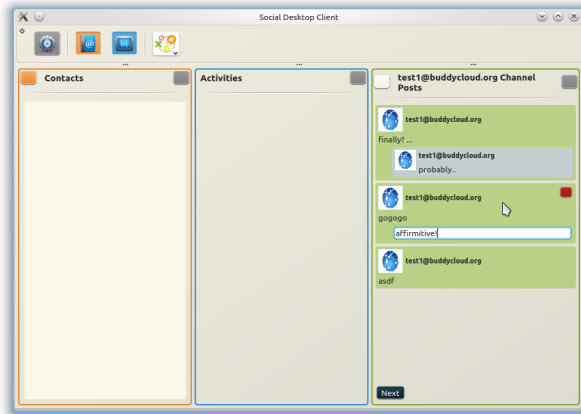 Social Desktop Client
Contacts
Activities
test1@buddycloud.org Channel
Posts
test1@buddycloud.org
finally? ...
test1@buddycloud.org
probably..
test1@buddycloud.org
gogogo
affirmitive!
test1@buddycloud.org
asdf
Next